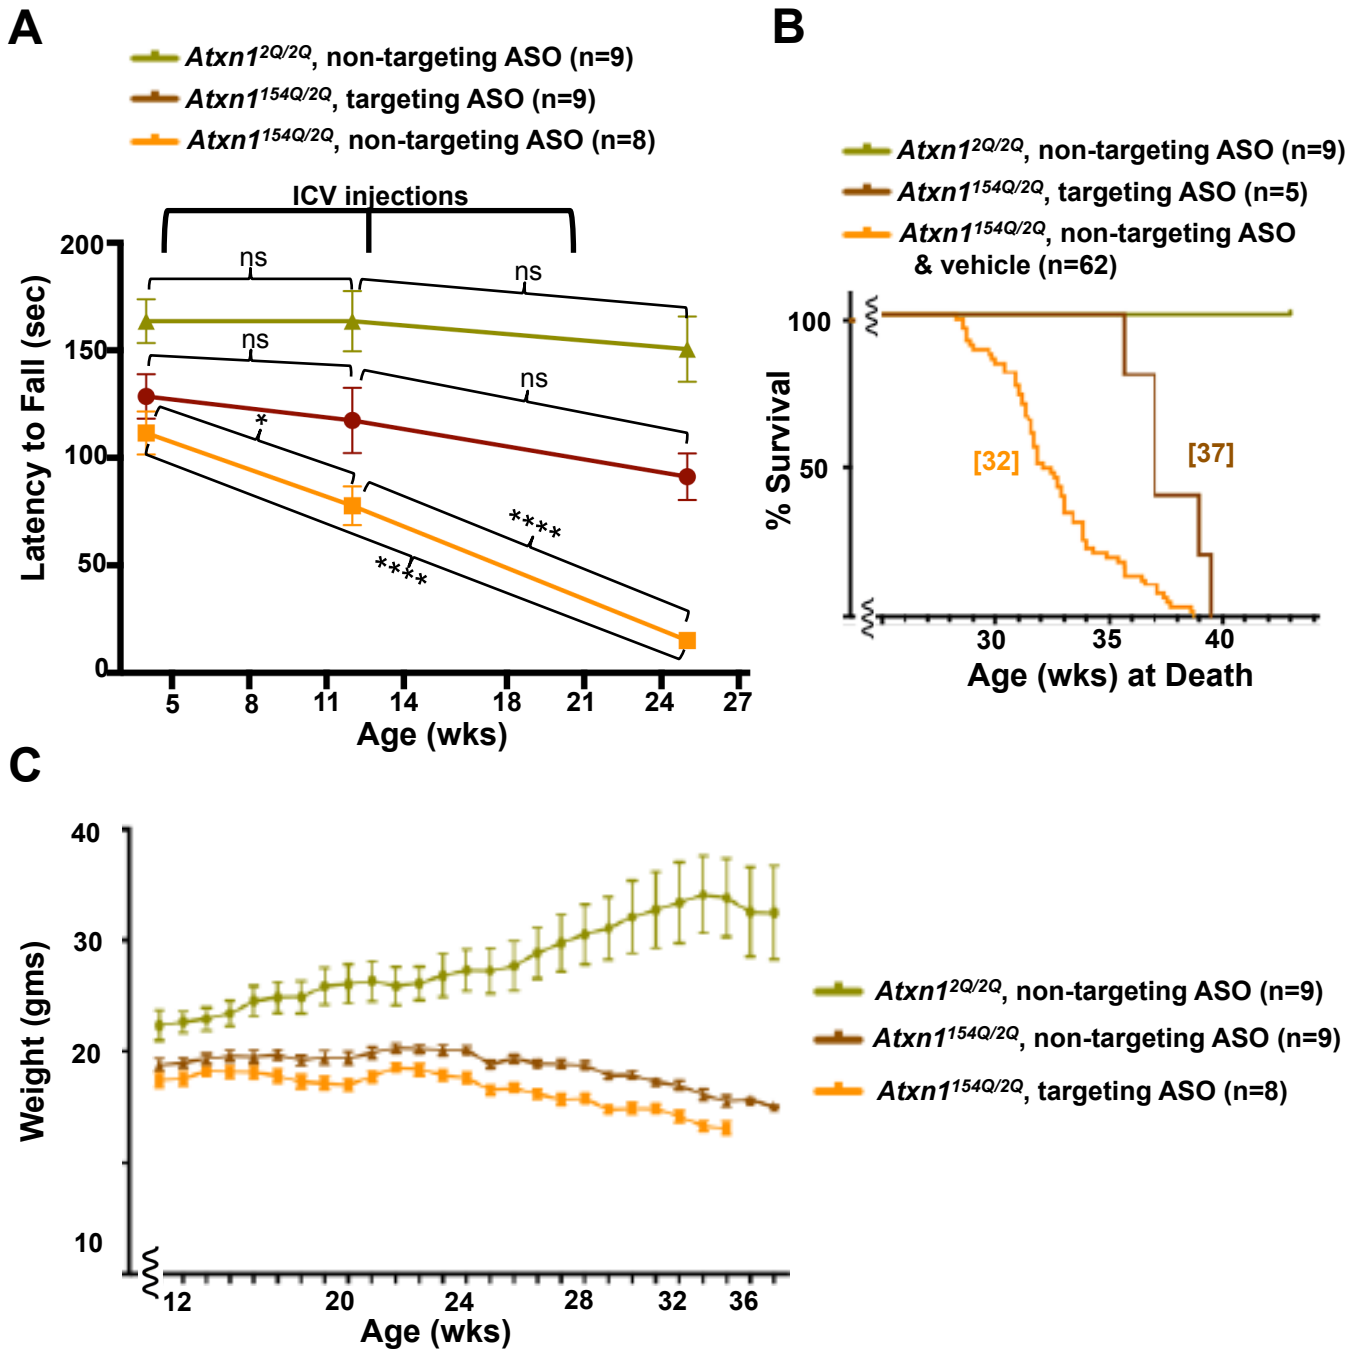 A
Atxn1^2Q/2Q, non-targeting ASO (n=9)
Atxn1^154Q/2Q, targeting ASO (n=9)
Atxn1^154Q/2Q, non-targeting ASO (n=8)
ICV injections
200
150
100
50
0
Latency to Fall (sec)
ns
ns
ns
ns
*
****
****
5 8 11 14 18 21 24 27
Age (wks)
B
Atxn1^2Q/2Q, non-targeting ASO (n=9)
Atxn1^154Q/2Q, targeting ASO (n=5)
Atxn1^154Q/2Q, non-targeting ASO
& vehicle (n=62)
100
50
% Survival
[32]
[37]
30 35 40
Age (wks) at Death
C
40
30
20
10
Weight (gms)
12 20 24 28 32 36
Age (wks)
Atxn1^2Q/2Q, non-targeting ASO (n=9)
Atxn1^154Q/2Q, non-targeting ASO (n=9)
Atxn1^154Q/2Q, targeting ASO (n=8)